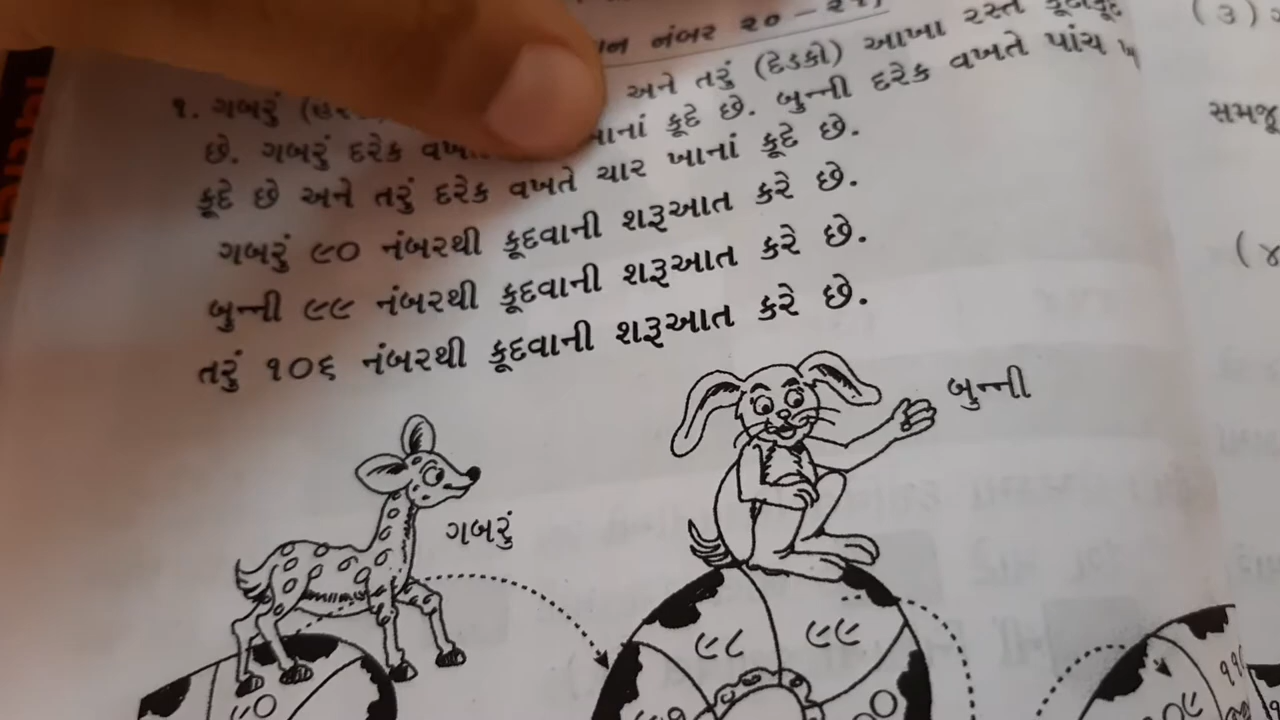 નંબર ૨૦ – ૨૧)
૧. ગબરું અને તરું (દેડકો) આખા
છે. ગબરું દરેક કૂદે છે. બુન્ની દરેક વખતે પાંચ
કૂદે છે અને તરું દરેક વખતે ચાર ખાનાં કૂદે છે.
ગબરું ૯૦ નંબરથી કૂદવાની શરૂઆત કરે છે.
બુન્ની ૯૯ નંબરથી કૂદવાની શરૂઆત કરે છે.
તરું ૧૦૬ નંબરથી કૂદવાની શરૂઆત કરે છે.
બુન્ની
ગબરું
૯૮ ૯૯
(૩)
સમજૂ
(૪